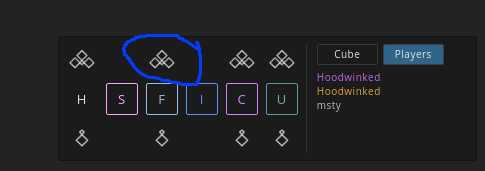 Cube Players
Hoodwinked
H S F I C U
Hoodwinked
msty